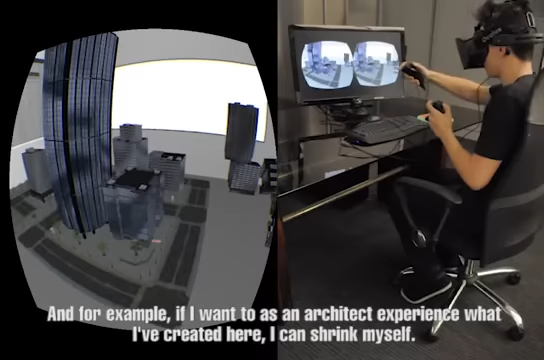 And for example, if I want to as an architect experience what
I've created here, I can shrink myself.